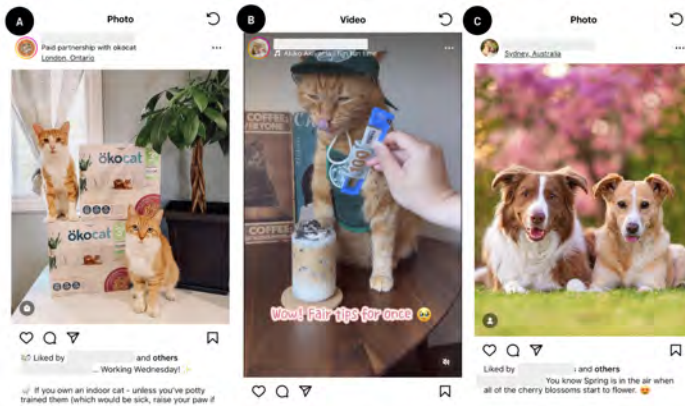 A
Photo
Paid partnership with okocat
London, Ontario
ökocat
ökocat
Liked by and others
... Working Wednesday!
If you own an indoor cat - unless you've potty
trained them (which would be sick, raise your paw if
B
Video
COFFEE
COFFEE
Wow! Fair tips for once
C
Photo
Sydney, Australia
Liked by and others
You know Spring is in the air when
all of the cherry blossoms start to flower.